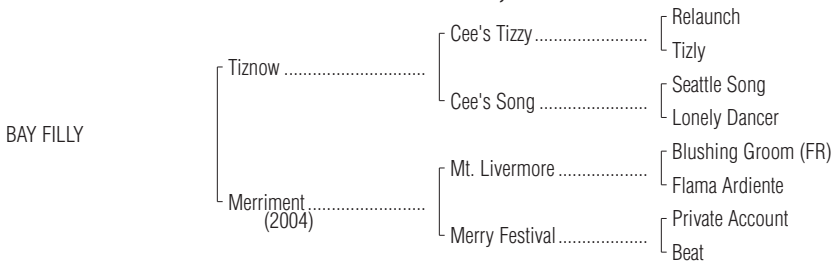 Relaunch
Cee's Tizzy
Tizly
Tiznow
Seattle Song
Cee's Song
Lonely Dancer
BAY FILLY
Blushing Groom (FR)
Mt. Livermore
Flama Ardiente
Merriment
(2004)
Private Account
Merry Festival
Beat